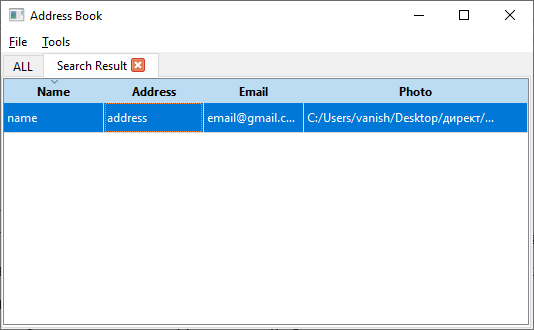 Address Book
File Tools
ALL Search Result
Name Address Email Photo
name address email@gmail.c... C:/Users/vanish/Desktop/директ/...